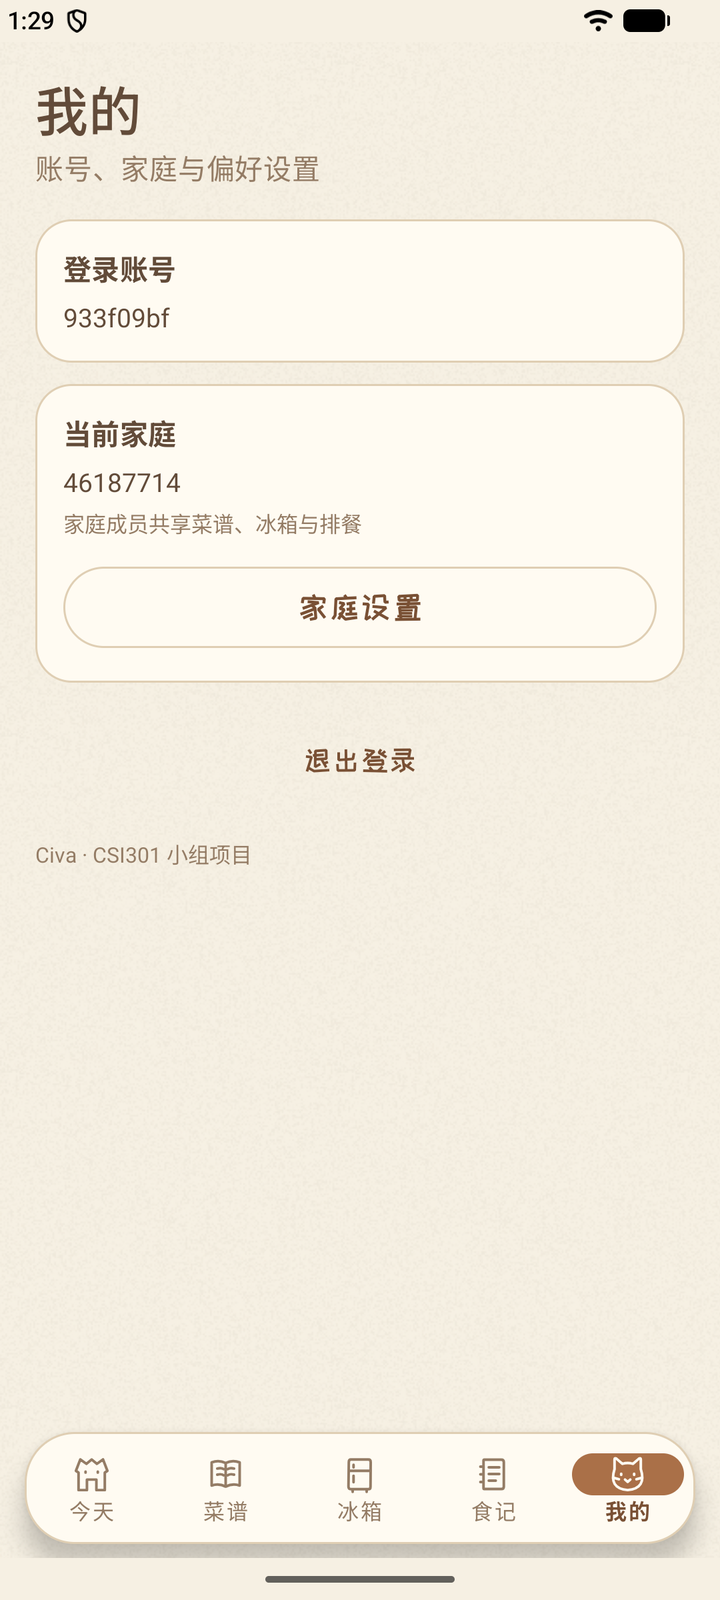 1:29
我的
账号、家庭与偏好设置
登录账号
933f09bf
当前家庭
46187714
家庭成员共享菜谱、冰箱与排餐
家庭设置
退出登录
Civa · CSI301 小组项目
今天
菜谱
冰箱
食记
我的